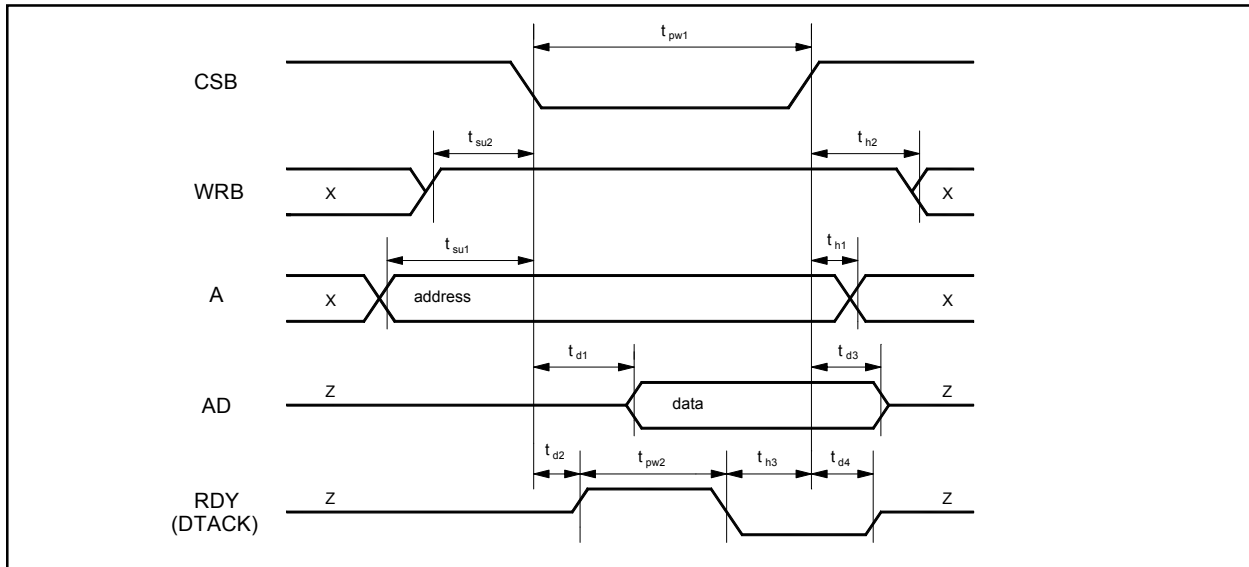 t pw1
CSB
t su2
t h2
WRB
X
X
t su1
t h1
A
X
address
X
t d1
t d3
AD
Z
data
Z
t d2
t pw2
t h3
t d4
RDY
(DTACK)
Z
Z